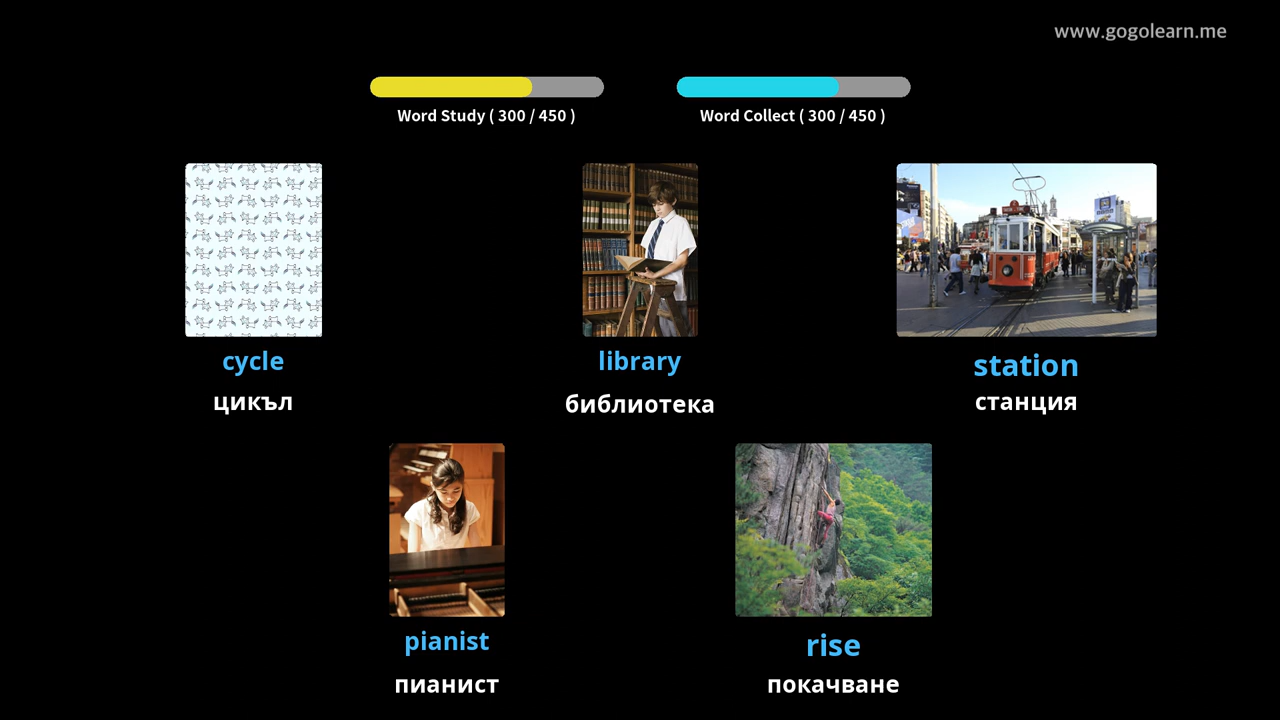 www.gogolearn.me
Word Study ( 300 / 450 )
Word Collect ( 300 / 450 )
cycle
цикъл
library
библиотека
station
станция
pianist
пианист
rise
покачване